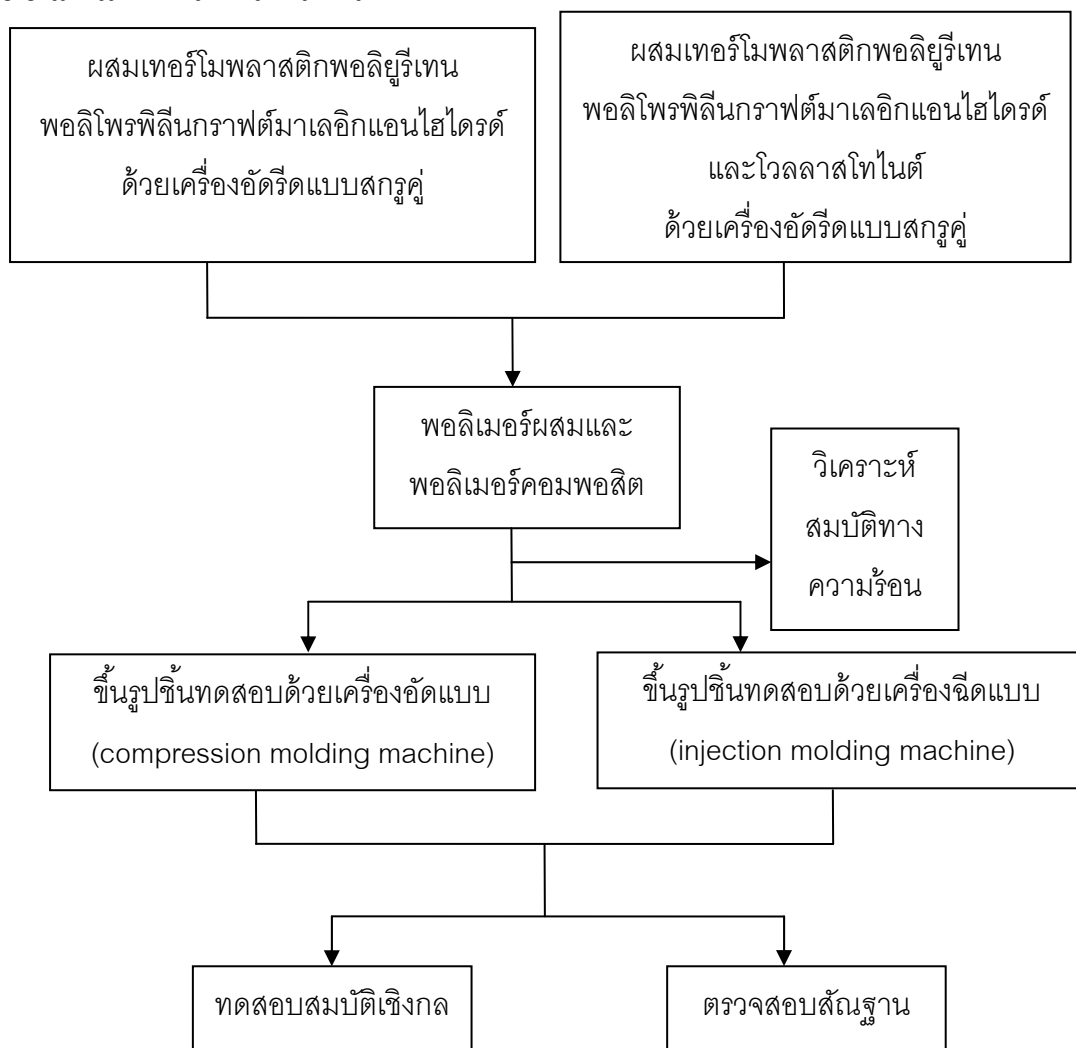 ผสมเทอร์โมพลาสติกพอลิยูรีเทน
พอลิโพรพิลีนกราฟต์มาเลอิกแอนไฮไดรด์
ด้วยเครื่องอัดรีดแบบสกรูคู่
ผสมเทอร์โมพลาสติกพอลิยูรีเทน
พอลิโพรพิลีนกราฟต์มาเลอิกแอนไฮไดรด์
และโวลลาสโทไนต์
ด้วยเครื่องอัดรีดแบบสกรูคู่
พอลิเมอร์ผสมและ
พอลิเมอร์คอมพอสิต
วิเคราะห์
สมบัติทาง
ความร้อน
ขึ้นรูปชิ้นทดสอบด้วยเครื่องอัดแบบ
(compression molding machine)
ขึ้นรูปชิ้นทดสอบด้วยเครื่องฉีดแบบ
(injection molding machine)
ทดสอบสมบัติเชิงกล
ตรวจสอบสัณฐาน